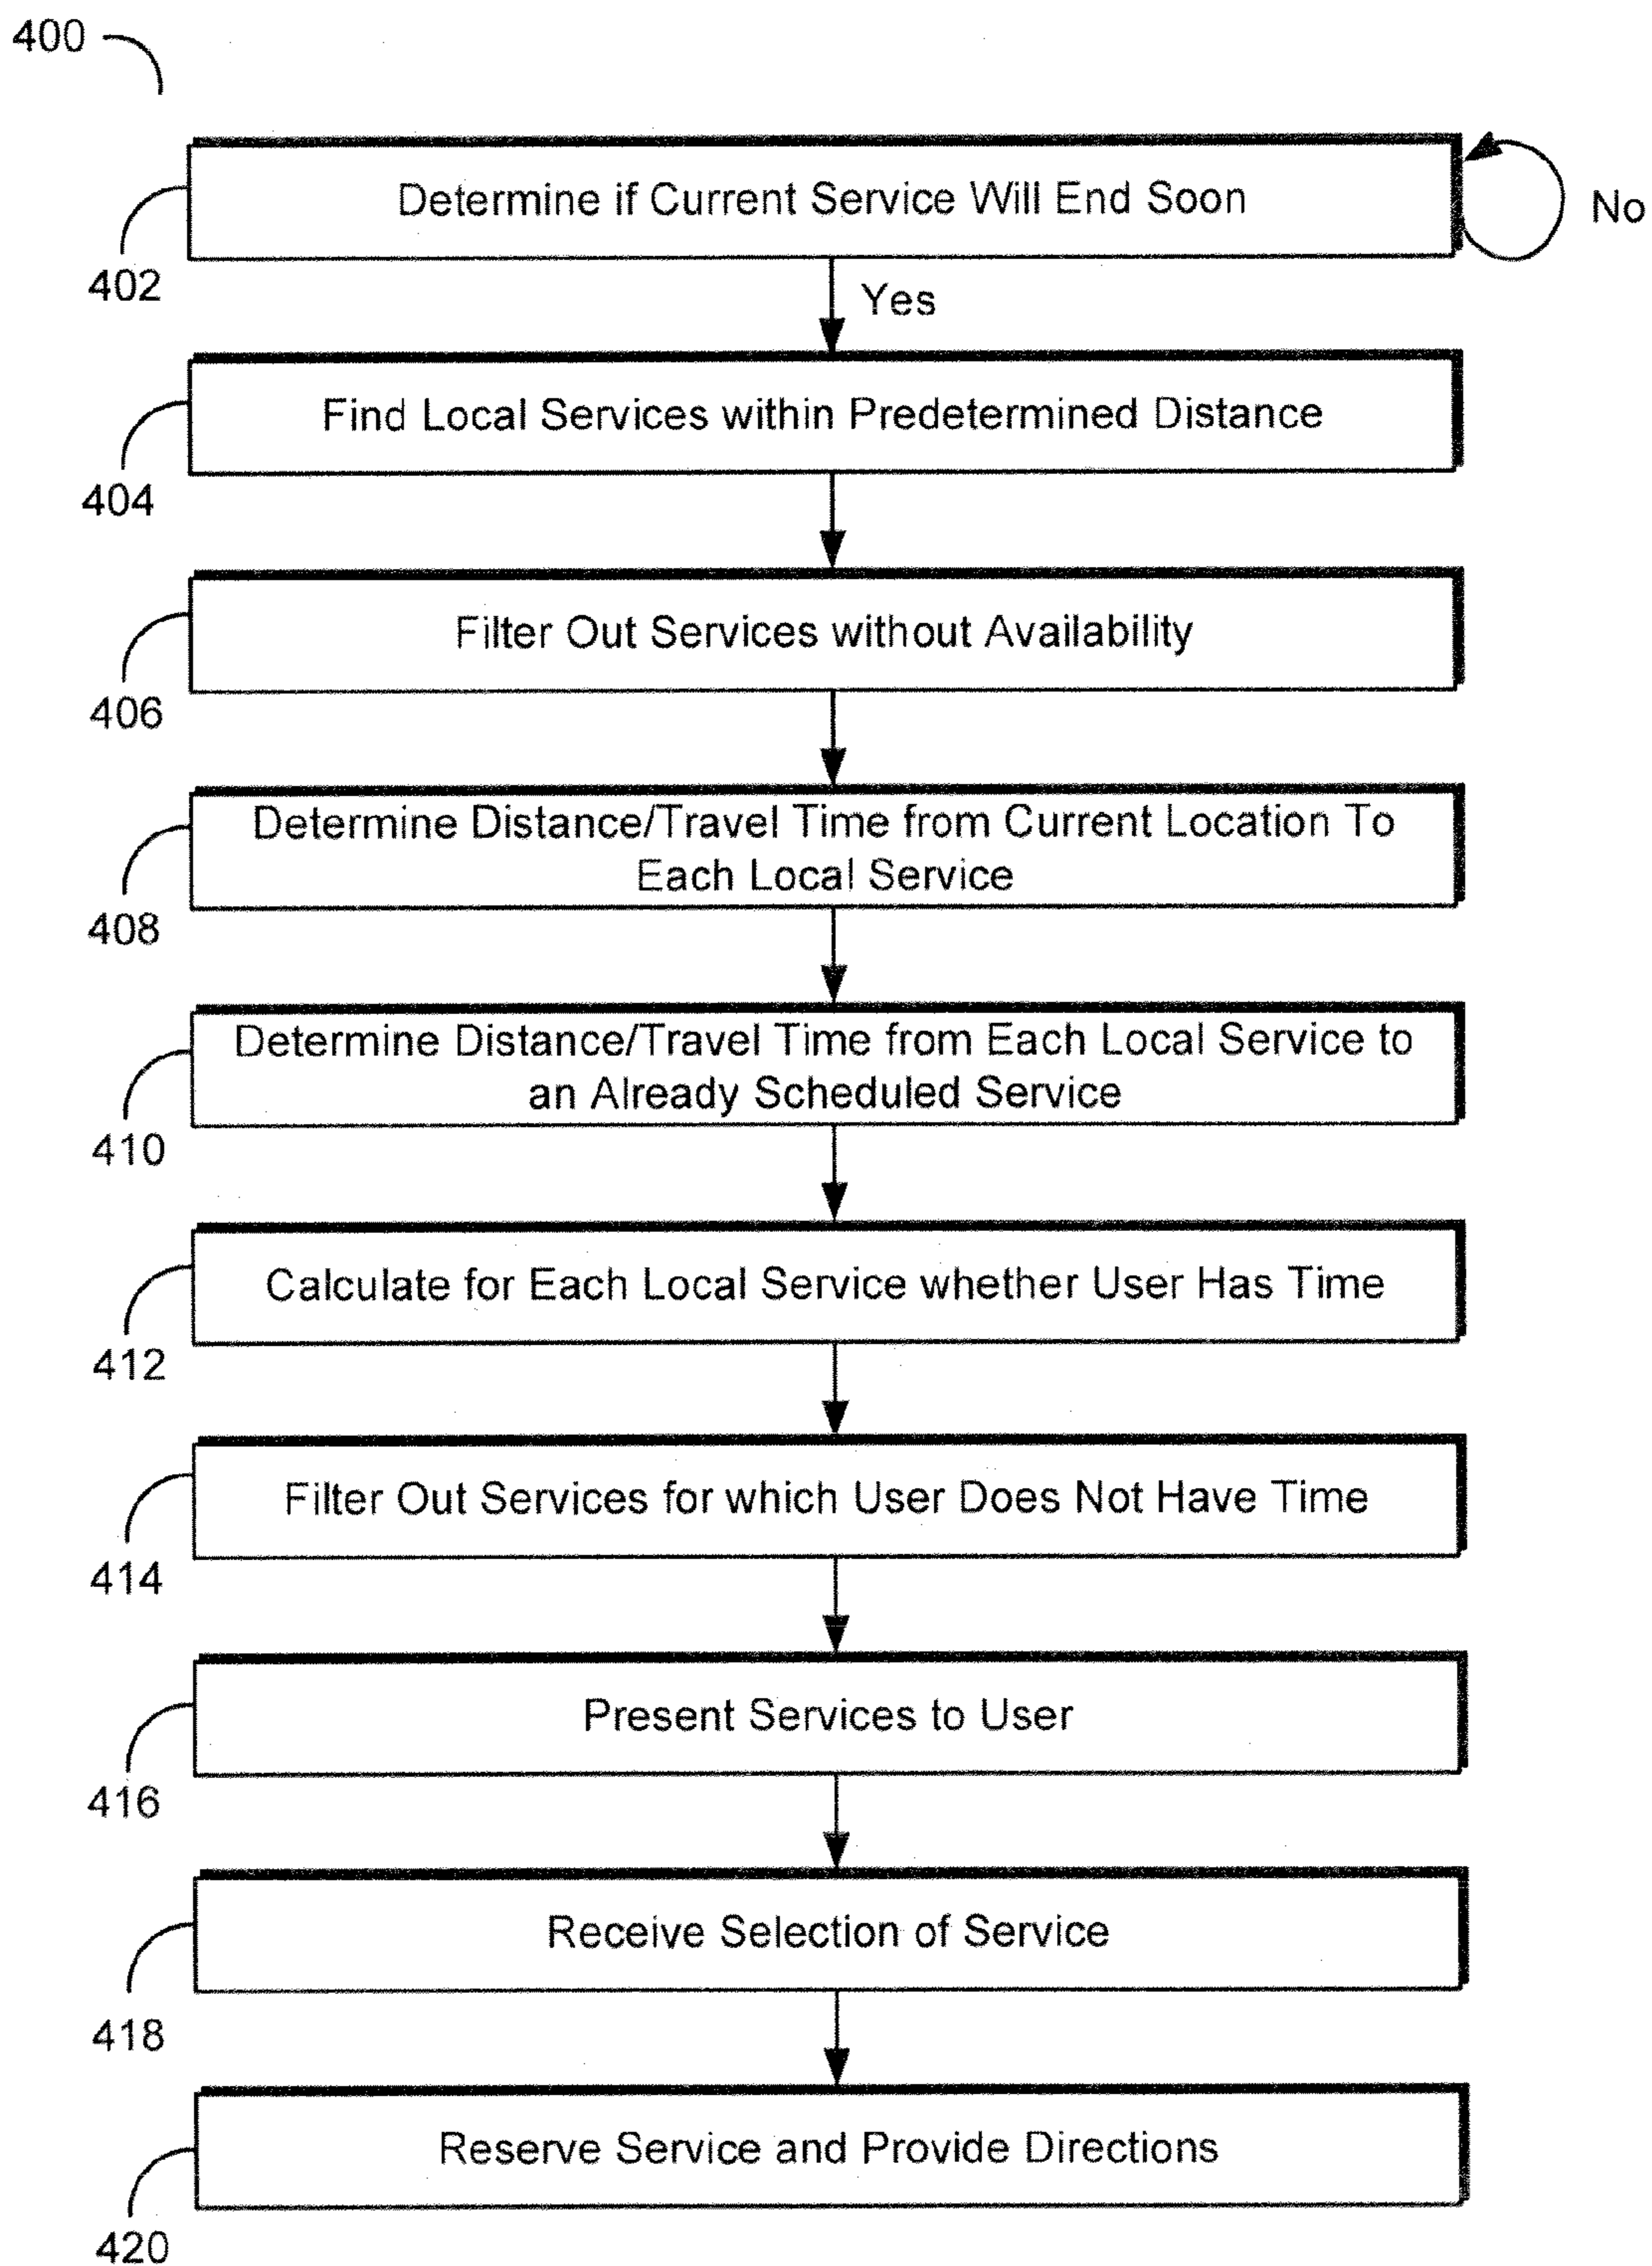 400
Determine if Current Service Will End Soon
No
402
Yes
Find Local Services within Predetermined Distance
404
Filter Out Services without Availability
406
Determine Distance/Travel Time from Current Location To
Each Local Service
408
Determine Distance/Travel Time from Each Local Service to
an Already Scheduled Service
410
Calculate for Each Local Service whether User Has Time
412
Filter Out Services for which User Does Not Have Time
414
Present Services to User
416
Receive Selection of Service
418
Reserve Service and Provide Directions
420